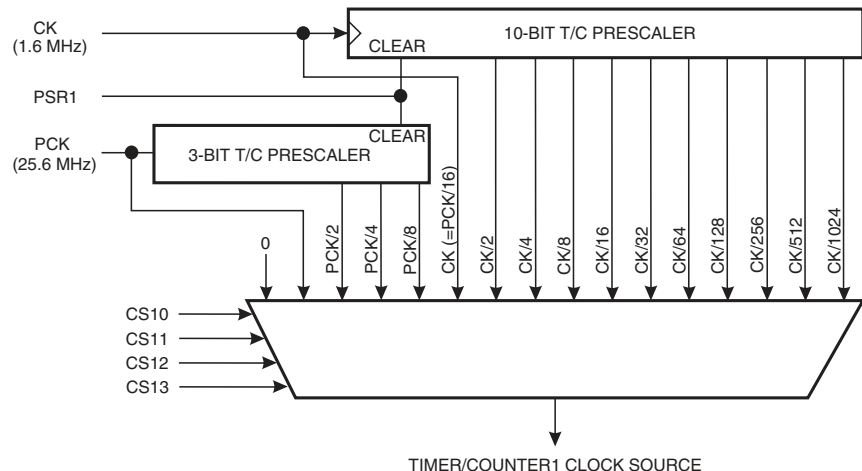 CK
(1.6 MHz)
10-BIT T/C PRESCALER
CLEAR
PSR1
CLEAR
PCK
(25.6 MHz)
3-BIT T/C PRESCALER
0
PCK/2
PCK/4
PCK/8
CK (=PCK/16)
CK/2
CK/4
CK/8
CK/16
CK/32
CK/64
CK/128
CK/256
CK/512
CK/1024
CS10
CS11
CS12
CS13
TIMER/COUNTER1 CLOCK SOURCE